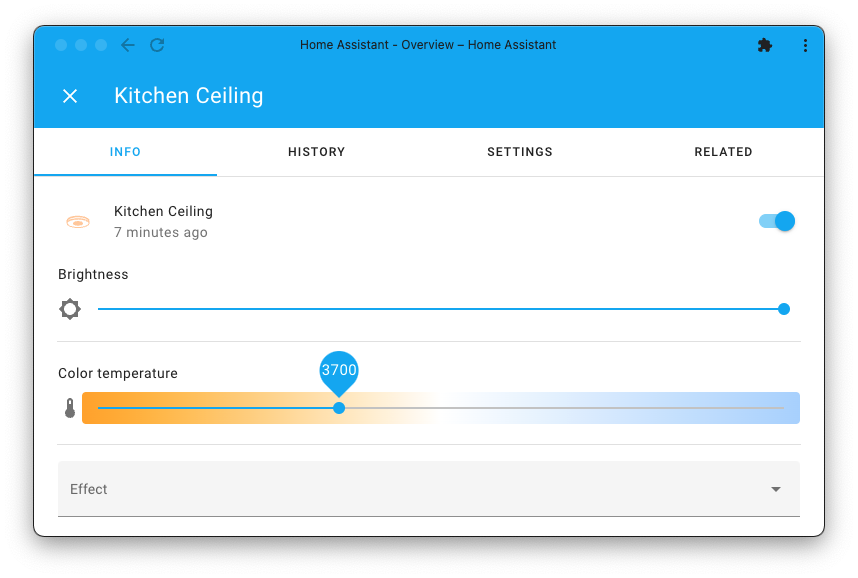 Home Assistant - Overview – Home Assistant
Kitchen Ceiling
INFO HISTORY SETTINGS RELATED
Kitchen Ceiling
7 minutes ago
Brightness
3700
Color temperature
Effect